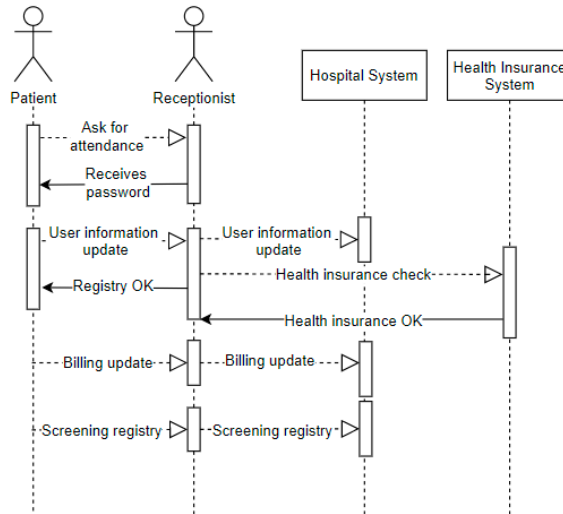 Patient
Receptionist
Hospital System
Health Insurance
System
Ask for
attendance
Receives
password
User information
update
User information
update
Health insurance check
Registry OK
Health insurance OK
Billing update
Billing update
Screening registry
Screening registry